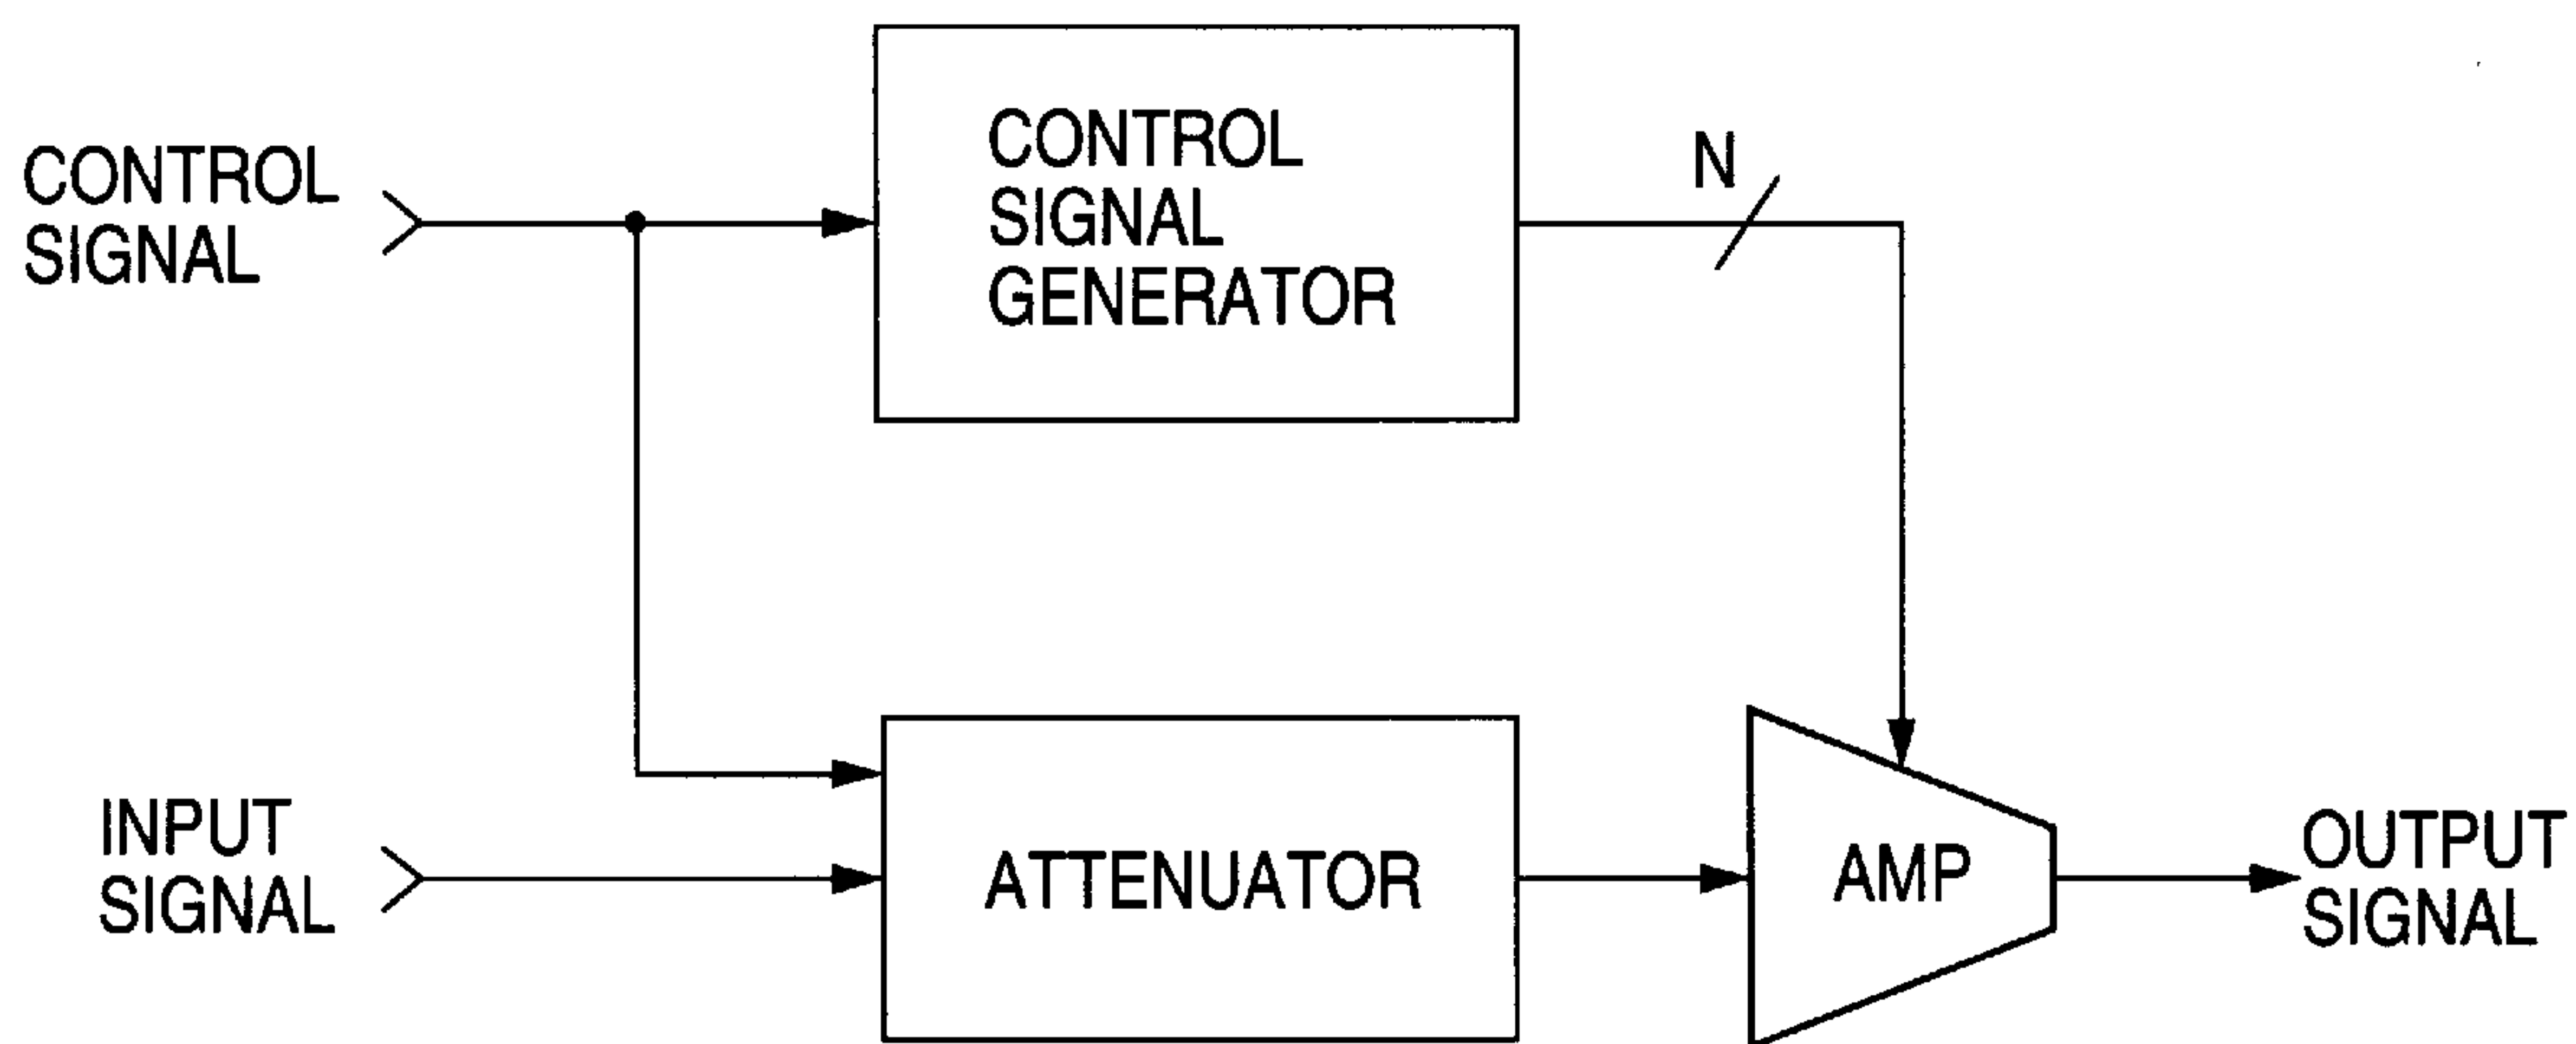 CONTROL
SIGNAL
CONTROL
SIGNAL
GENERATOR
N
INPUT
SIGNAL
ATTENUATOR
AMP
OUTPUT
SIGNAL